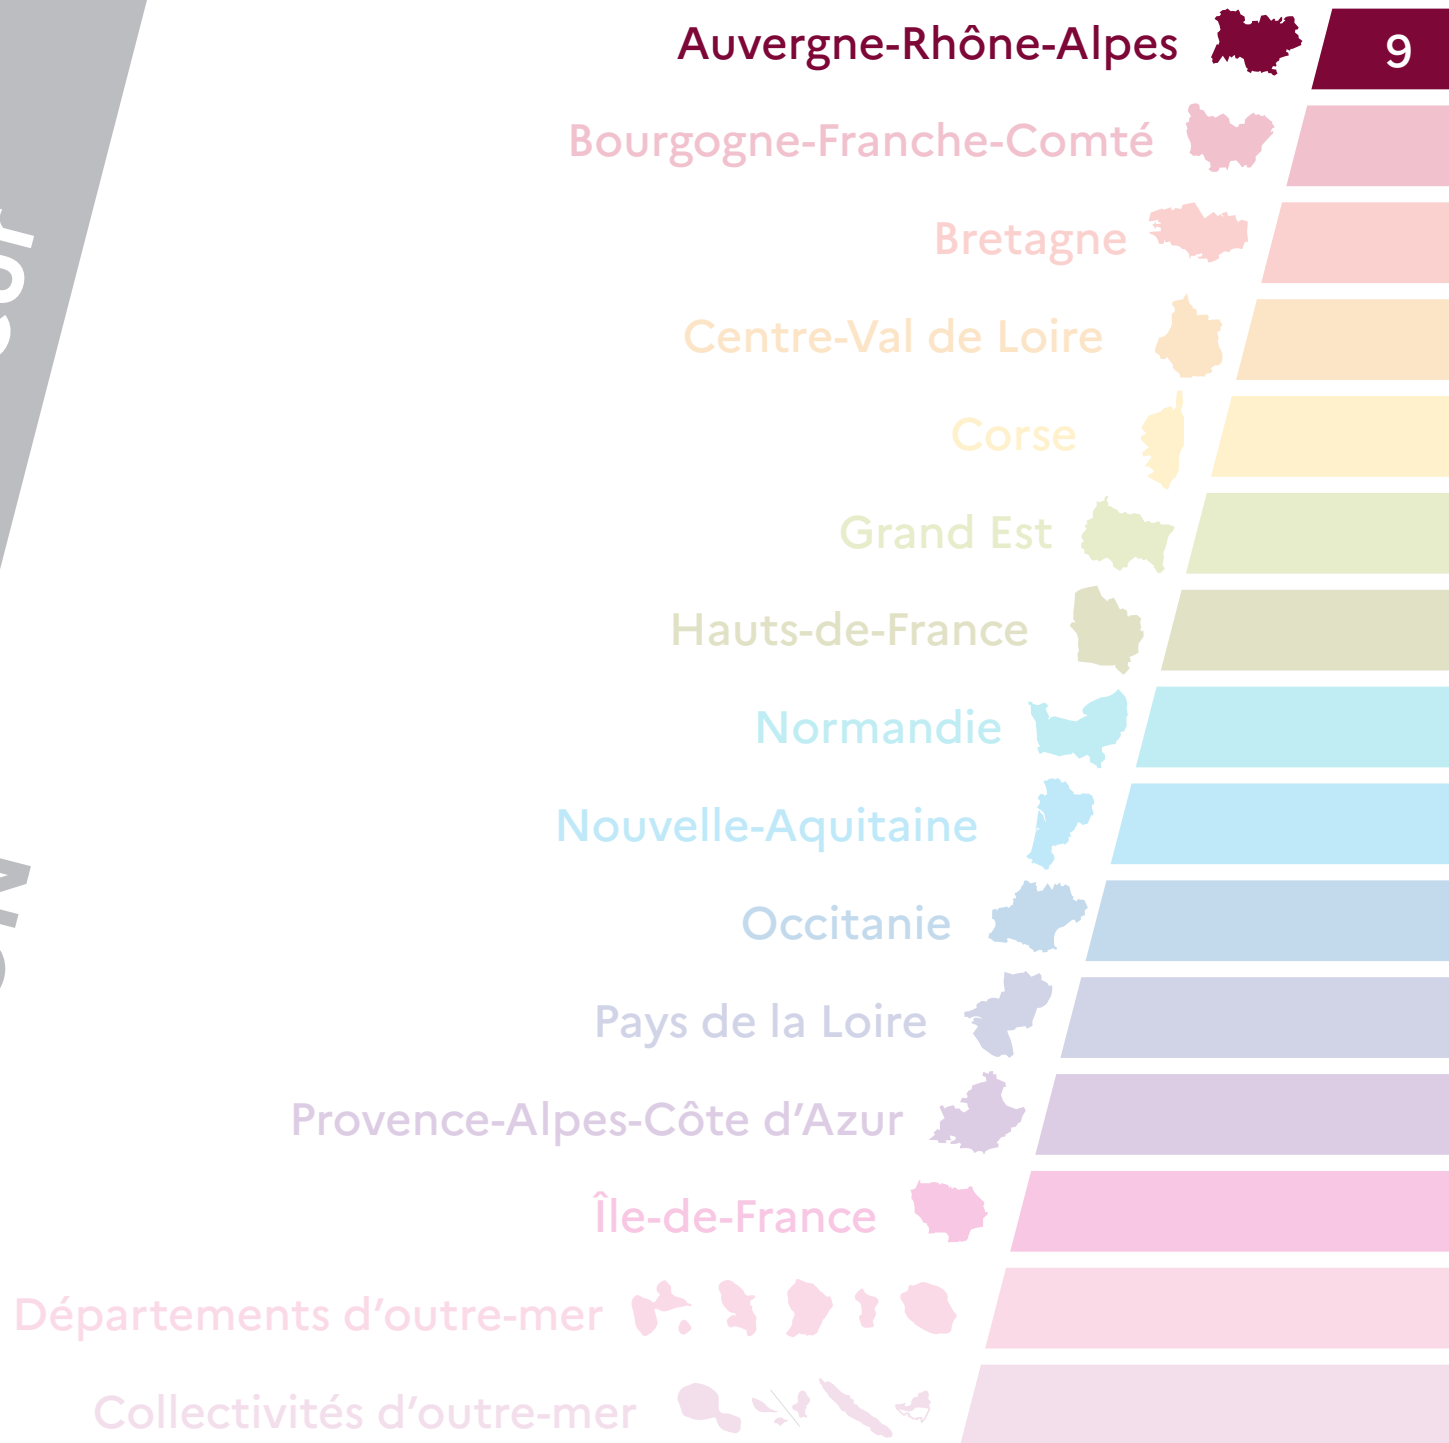 Auvergne-Rhône-Alpes
9
Bourgogne-Franche-Comté
Bretagne
Centre-Val de Loire
Corse
Grand Est
Hauts-de-France
Normandie
Nouvelle-Aquitaine
Occitanie
Pays de la Loire
Provence-Alpes-Côte d’Azur
Île-de-France
Départements d’outre-mer
Collectivités d’outre-mer